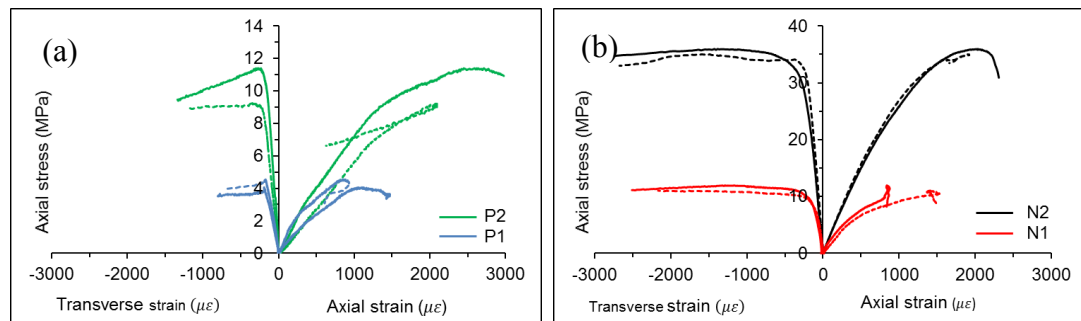 (a)
Axial stress (MPa)
14
12
10
8
6
4
2
0
-3000 -2000 -1000 0 1000 2000 3000
Transverse strain (με)
Axial strain (με)
P2
P1
(b)
Axial stress (MPa)
40
30
20
10
0
-3000 -2000 -1000 0 1000 2000 3000
Transverse strain (με)
Axial strain (με)
N2
N1